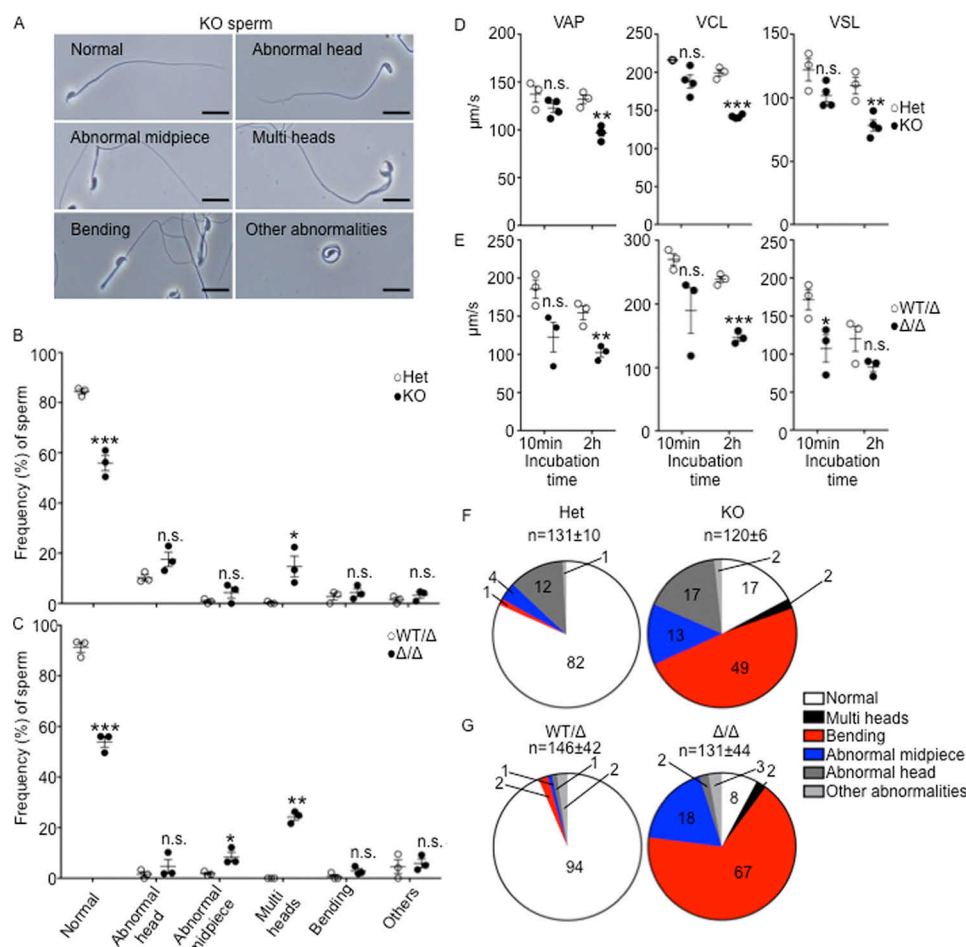 A
KO sperm
Normal
Abnormal head
Abnormal midpiece
Multi heads
Bending
Other abnormalities
B
Frequency (%) of sperm
100
80
60
40
20
0
Het
KO
***
n.s.
n.s.
*
n.s.
n.s.
C
Frequency (%) of sperm
100
80
60
40
20
0
WT/Δ
Δ/Δ
***
n.s.
*
**
n.s.
n.s.
Normal
Abnormal
head
Abnormal
midpiece
Multi
heads
Bending
Others
D
VAP
VCL
VSL
µm/s
200
150
100
50
0
n.s.
**
250
200
150
100
50
0
n.s.
***
150
100
50
0
n.s.
**
Het
KO
E
µm/s
250
200
150
100
50
0
n.s.
**
300
200
100
0
n.s.
***
250
200
150
100
50
0
*
n.s.
WT/Δ
Δ/Δ
10min 2h
Incubation
time
10min 2h
Incubation
time
10min 2h
Incubation
time
F
Het
n=131±10
1
12
4
1
82
KO
n=120±6
2
17
17
2
13
49
G
WT/Δ
n=146±42
1
1
2
2
94
Δ/Δ
n=131±44
2
3
2
8
18
67
Normal
Multi heads
Bending
Abnormal midpiece
Abnormal head
Other abnormalities